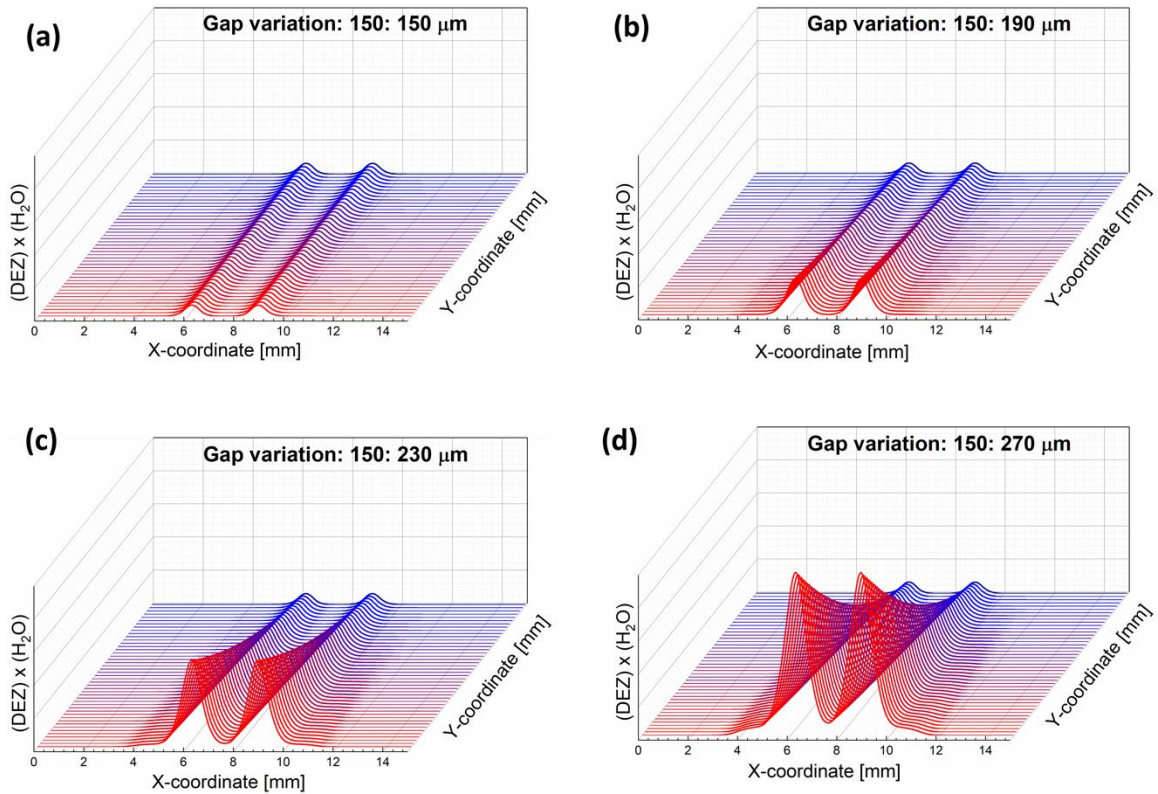 (a)
Gap variation: 150: 150 μm
(DEZ) x (H₂O)
Y-coordinate [mm]
0 2 4 6 8 10 12 14
X-coordinate [mm]
(b)
Gap variation: 150: 190 μm
(DEZ) x (H₂O)
Y-coordinate [mm]
0 2 4 6 8 10 12 14
X-coordinate [mm]
(c)
Gap variation: 150: 230 μm
(DEZ) x (H₂O)
Y-coordinate [mm]
0 2 4 6 8 10 12 14
X-coordinate [mm]
(d)
Gap variation: 150: 270 μm
(DEZ) x (H₂O)
Y-coordinate [mm]
0 2 4 6 8 10 12 14
X-coordinate [mm]